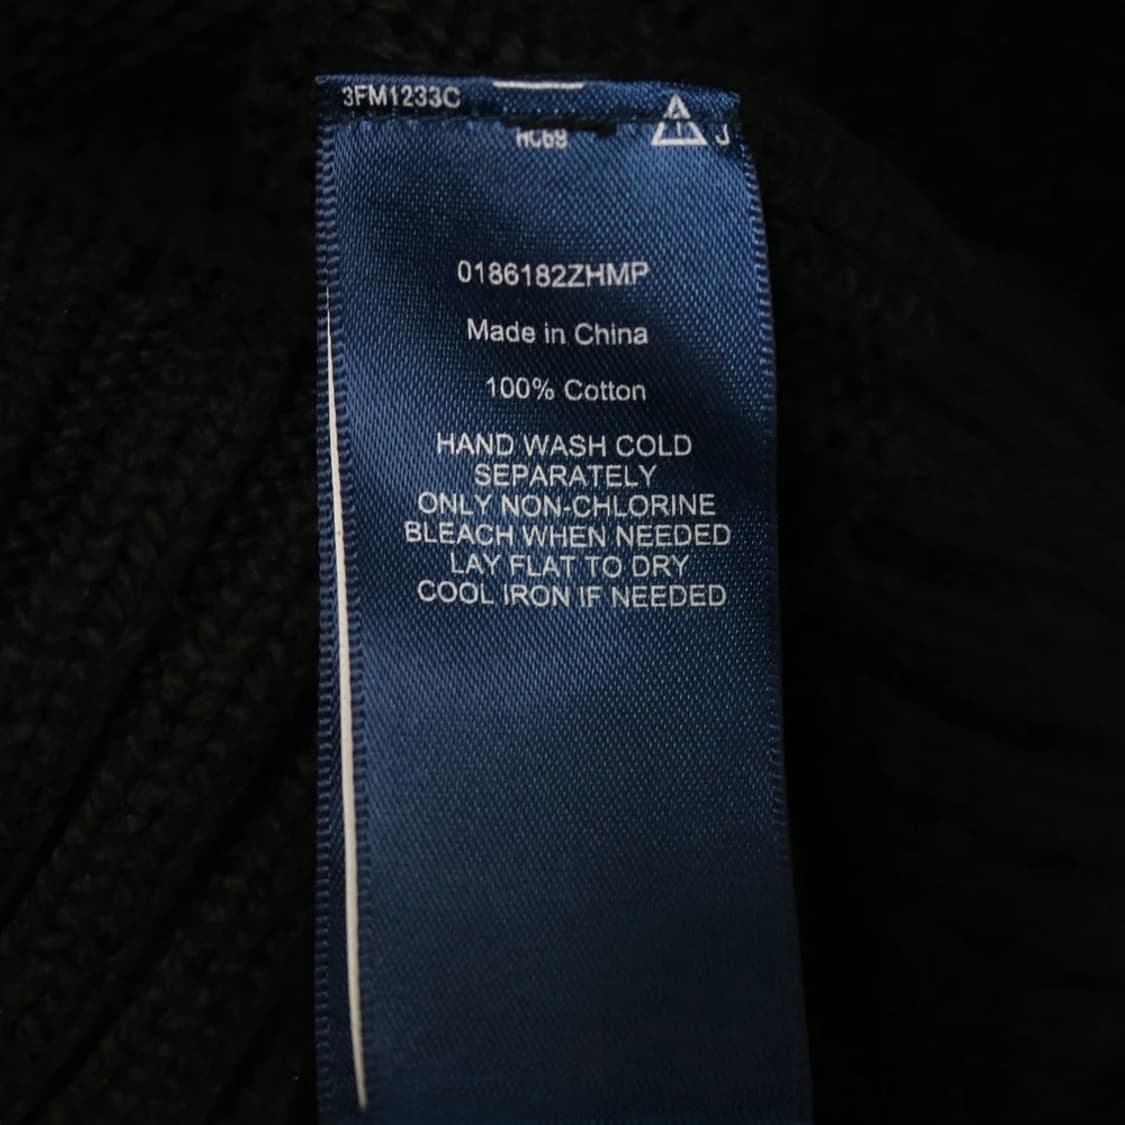 3FM1233C
HC69
J
0186182ZHMP
Made in China
100% Cotton
HAND WASH COLD
SEPARATELY
ONLY NON-CHLORINE
BLEACH WHEN NEEDED
LAY FLAT TO DRY
COOL IRON IF NEEDED